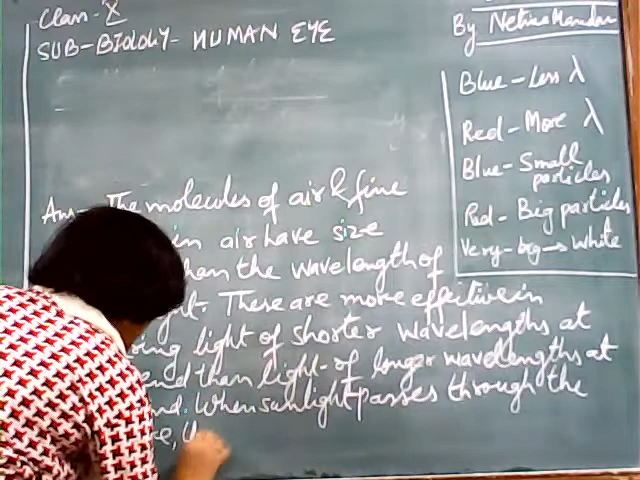 Class - X
SUB-BIOLOGY- HUMAN EYE
By
Blue - Less λ
Red - More λ
Blue - Small particles
Red - Big particles
Very - big → white
Ans- The molecules of air & fine
in air have size
than the wavelength of
There are more effective in
light of shorter wavelengths at
end than light of longer wavelengths at
When sunlight passes through the